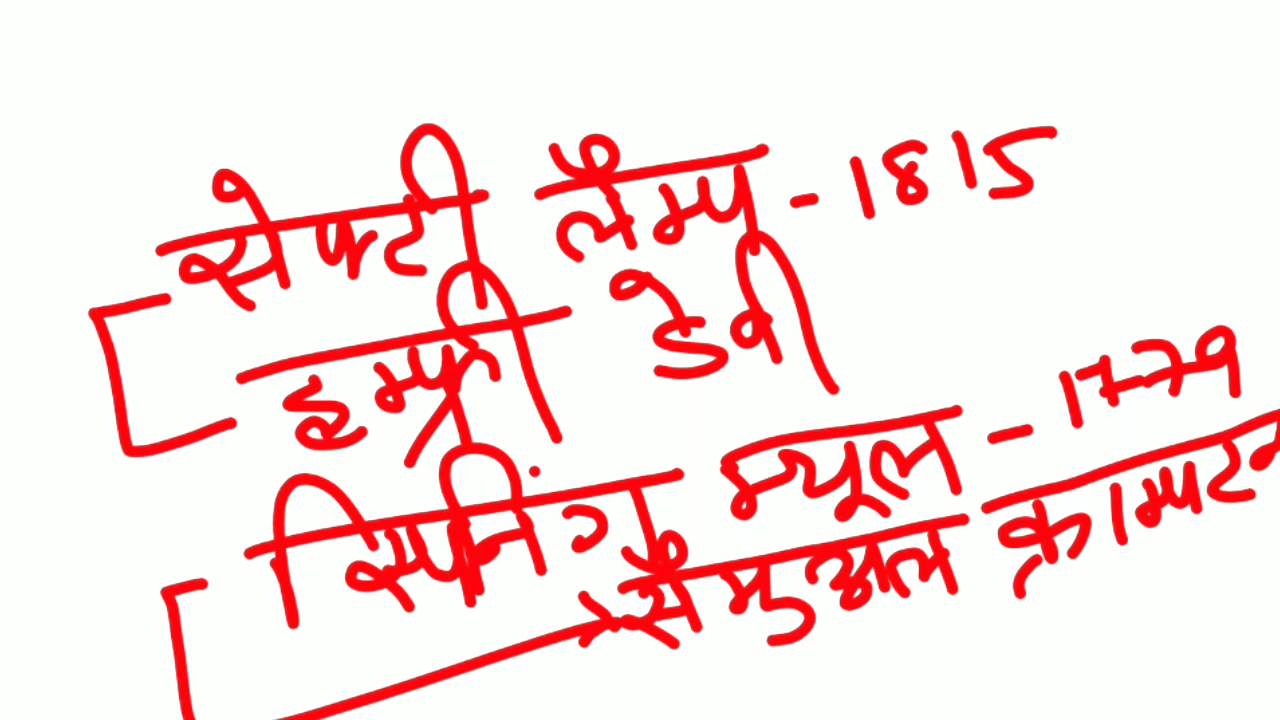 सेफ्टी लैम्प - 1815
हम्फ्री डेवी
स्पिनिंग म्यूल - 1779
सैमुअल क्राम्पटन